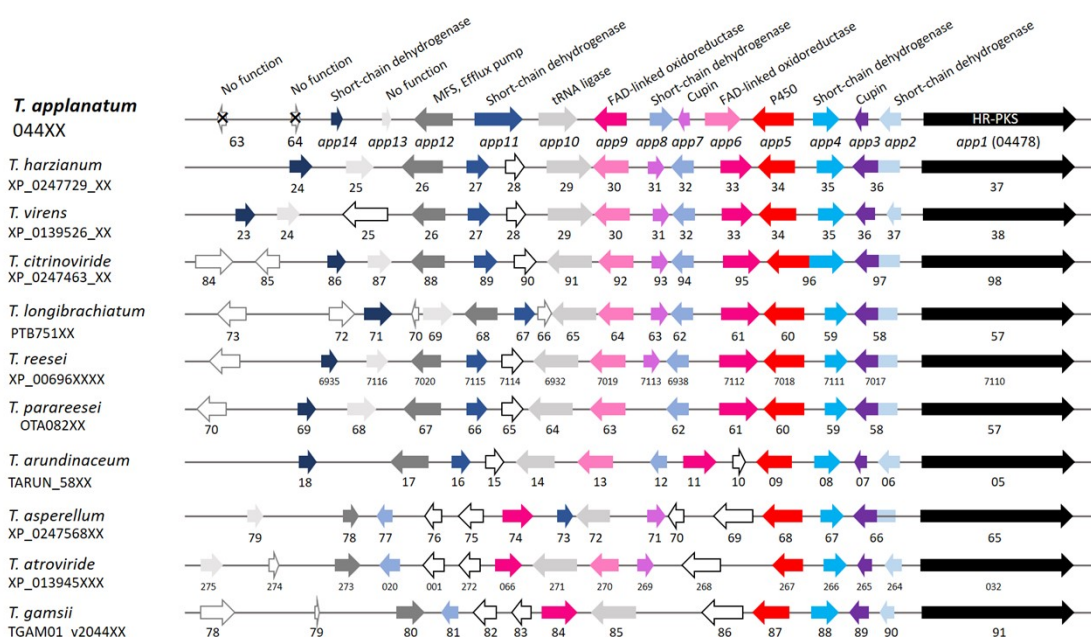 No function
No function
Short-chain dehydrogenase
No function
MFS, Efflux pump
Short-chain dehydrogenase
tRNA ligase
FAD-linked oxidoreductase
Short-chain dehydrogenase
Cupin
FAD-linked oxidoreductase
P450
Short-chain dehydrogenase
Cupin
Short-chain dehydrogenase
T. applanatum
044XX
HR-PKS
63 64 app14 app13 app12 app11 app10 app9 app8 app7 app6 app5 app4 app3 app2 app1 (04478)
T. harzianum
XP_0247729_XX
24 25 26 27 28 29 30 31 32 33 34 35 36 37
T. virens
XP_0139526_XX
23 24 25 26 27 28 29 30 31 32 33 34 35 36 37 38
T. citrinoviride
XP_0247463_XX
84 85 86 87 88 89 90 91 92 93 94 95 96 97 98
T. longibrachiatum
PTB751XX
73 72 71 70 69 68 67 66 65 64 63 62 61 60 59 58 57
T. reesei
XP_00696XXXX
6935 7116 7020 7115 7114 6932 7019 7113 6938 7112 7018 7111 7017 7110
T. parareesei
OTA082XX
70 69 68 67 66 65 64 63 62 61 60 59 58 57
T. arundinaceum
TARUN_58XX
18 17 16 15 14 13 12 11 10 09 08 07 06 05
T. asperellum
XP_0247568XX
79 78 77 76 75 74 73 72 71 70 69 68 67 66 65
T. atroviride
XP_013945XXX
275 274 273 020 001 272 066 271 270 269 268 267 266 265 264 032
T. gamsii
TGAM01_v2044XX
78 79 80 81 82 83 84 85 86 87 88 89 90 91